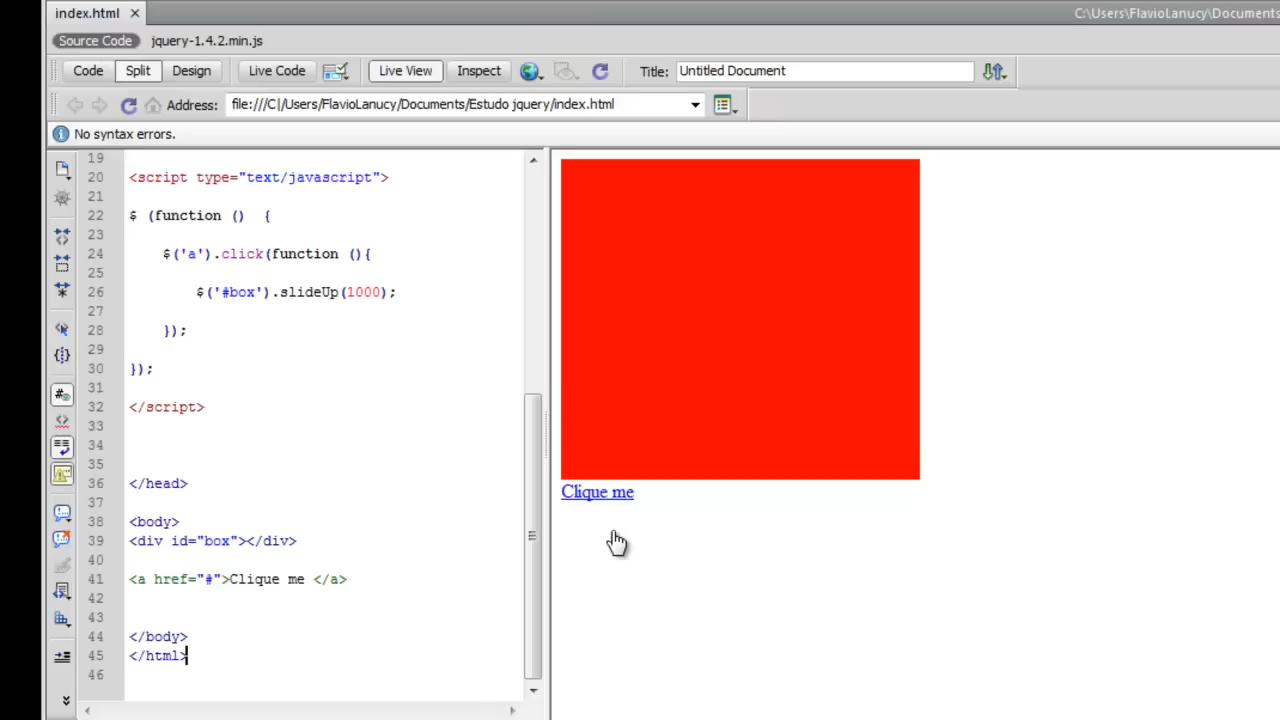 index.html
C:\Users\FlavioLanucy\Documents
Source Code jquery-1.4.2.min.js
Code Split Design Live Code Live View Inspect Title: Untitled Document
Address: file:///C|/Users/FlavioLanucy/Documents/Estudo jquery/index.html
No syntax errors.
19
20 <script type="text/javascript">
21
22 $ (function () {
23
24 $('a').click(function (){
25
26 $('#box').slideUp(1000);
27
28 });
29
30 });
31
32 </script>
33
34
35
36 </head>
37
38 <body>
39 <div id="box"></div>
40
41 <a href="#">Clique me </a>
42
43
44 </body>
45 </html>
46
Clique me